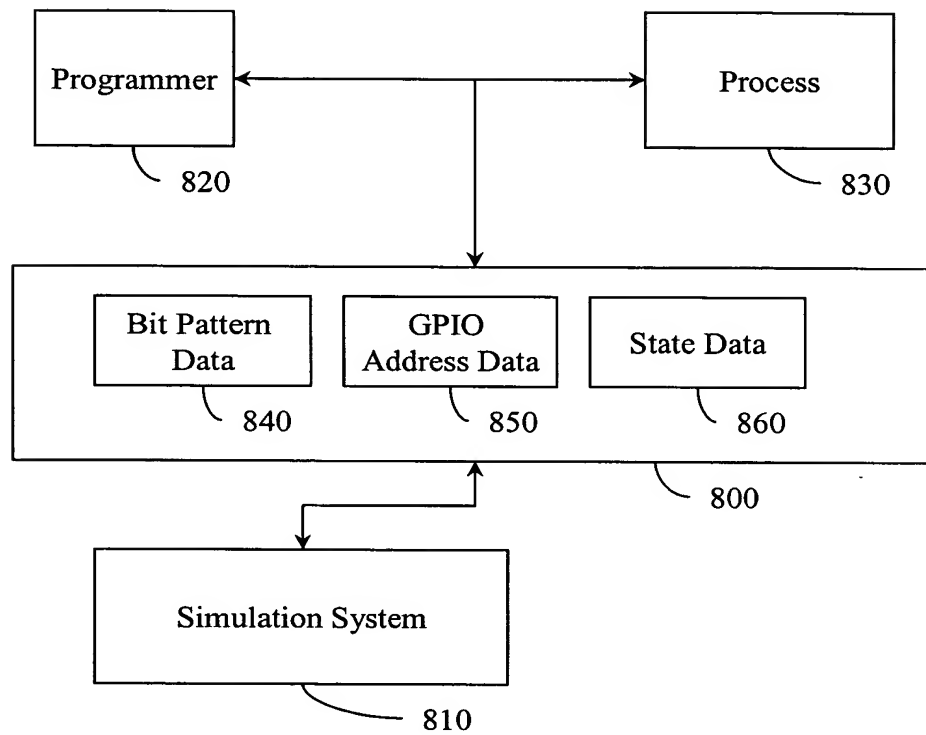 Programmer
Process
820
830
Bit Pattern
Data
GPIO
Address Data
State Data
840
850
860
800
Simulation System
810